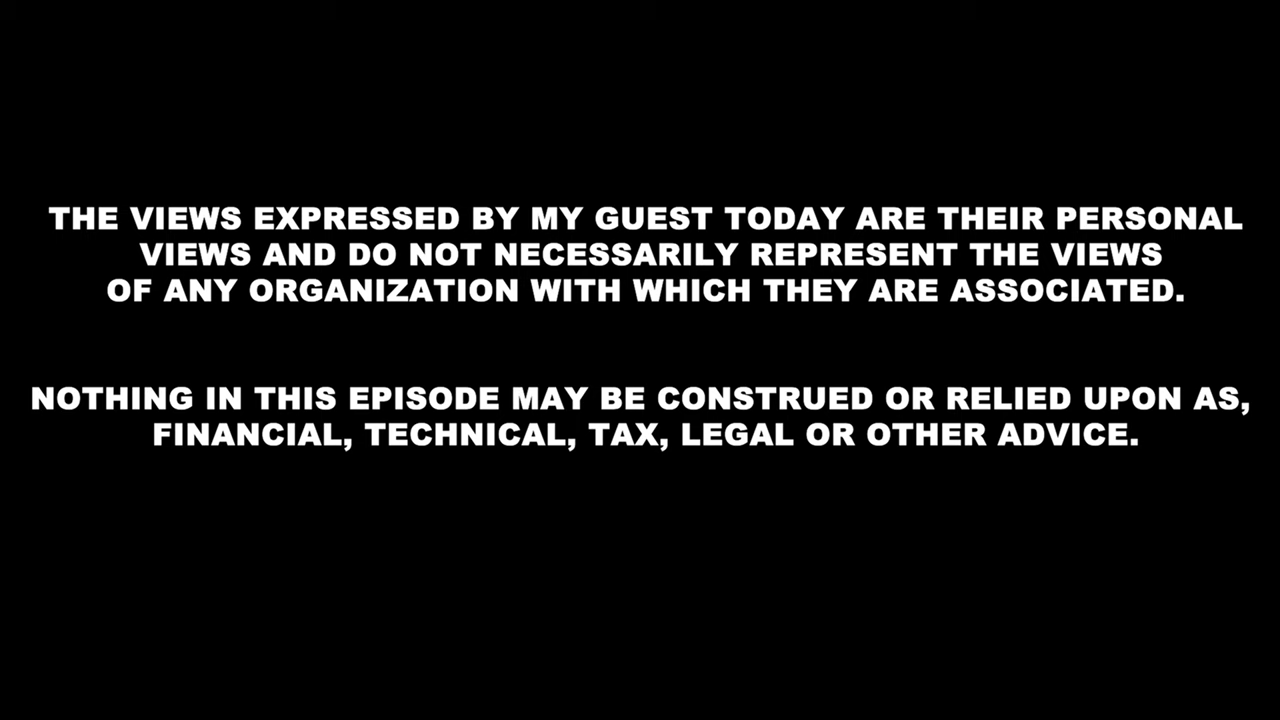 THE VIEWS EXPRESSED BY MY GUEST TODAY ARE THEIR PERSONAL
VIEWS AND DO NOT NECESSARILY REPRESENT THE VIEWS
OF ANY ORGANIZATION WITH WHICH THEY ARE ASSOCIATED.
NOTHING IN THIS EPISODE MAY BE CONSTRUED OR RELIED UPON AS,
FINANCIAL, TECHNICAL, TAX, LEGAL OR OTHER ADVICE.